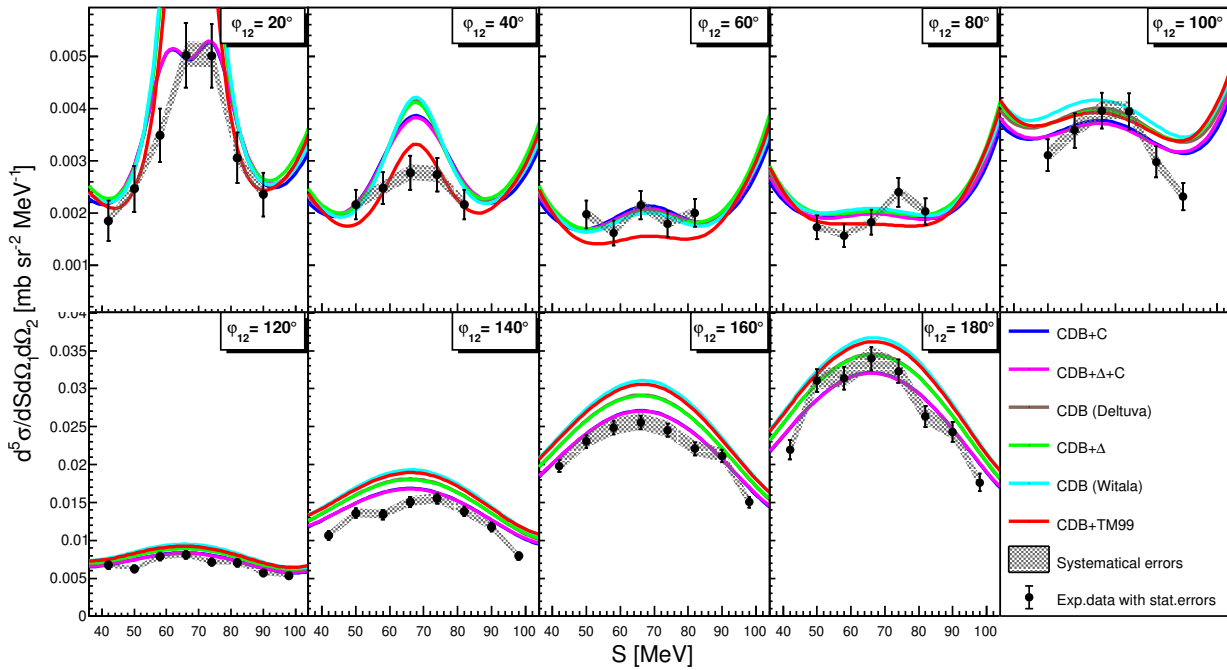 φ12= 20°
φ12= 40°
φ12= 60°
φ12= 80°
φ12= 100°
0.005
0.004
0.003
0.002
0.001
φ12= 120°
φ12= 140°
φ12= 160°
φ12= 180°
0.04
0.035
0.03
0.025
0.02
0.015
0.01
0.005
0
d⁵σ/dSdΩ₁dΩ₂ [mb sr⁻² MeV⁻¹]
CDB+C
CDB+Δ+C
CDB (Deltuva)
CDB+Δ
CDB (Witala)
CDB+TM99
Systematical errors
Exp.data with stat.errors
40 50 60 70 80 90 100 40 50 60 70 80 90 100 40 50 60 70 80 90 100 40 50 60 70 80 90 100
S [MeV]